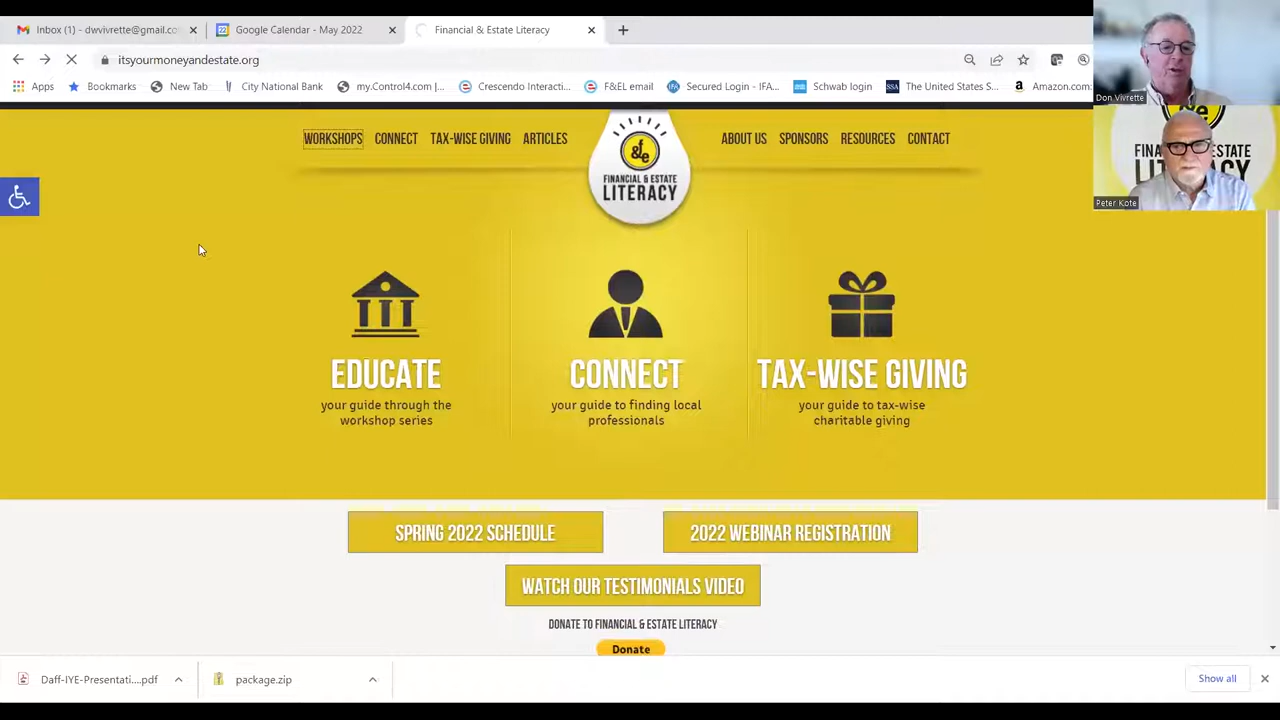 Inbox (1) - dwvivrette@gmail.co
Google Calendar - May 2022
Financial & Estate Literacy
itsyourmoneyandestate.org
Apps
Bookmarks
New Tab
City National Bank
my.Control4.com |...
Crescendo Interacti...
F&EL email
Secured Login - IFA...
Schwab login
The United States S...
Amazon.com:
Don Vivrette
WORKSHOPS
CONNECT
TAX-WISE GIVING
ARTICLES
ABOUT US
SPONSORS
RESOURCES
CONTACT
f&e
FINANCIAL & ESTATE
LITERACY
Peter Kote
EDUCATE
your guide through the
workshop series
CONNECT
your guide to finding local
professionals
TAX-WISE GIVING
your guide to tax-wise
charitable giving
SPRING 2022 SCHEDULE
2022 WEBINAR REGISTRATION
WATCH OUR TESTIMONIALS VIDEO
DONATE TO FINANCIAL & ESTATE LITERACY
Donate
Daff-IYE-Presentati....pdf
package.zip
Show all